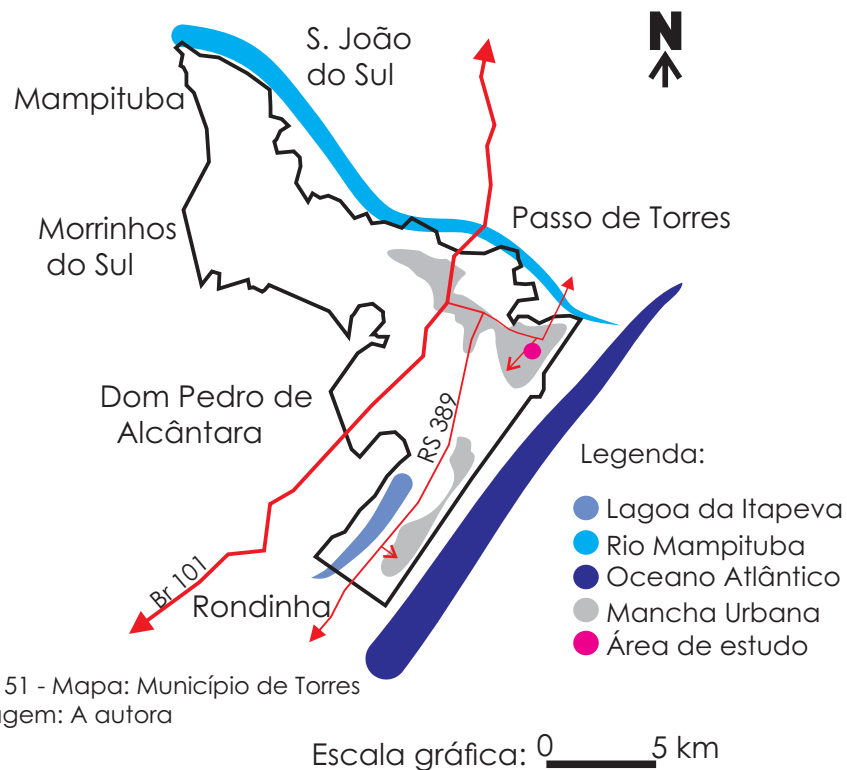 S. João
do Sul
N
Mampituba
Passo de Torres
Morrinhos
do Sul
Dom Pedro de
Alcântara
RS 389
Legenda:
Lagoa da Itapeva
Rio Mampituba
Oceano Atlântico
Mancha Urbana
Área de estudo
Br 101
Rondinha
51 - Mapa: Município de Torres
agem: A autora
Escala gráfica: 0 5 km